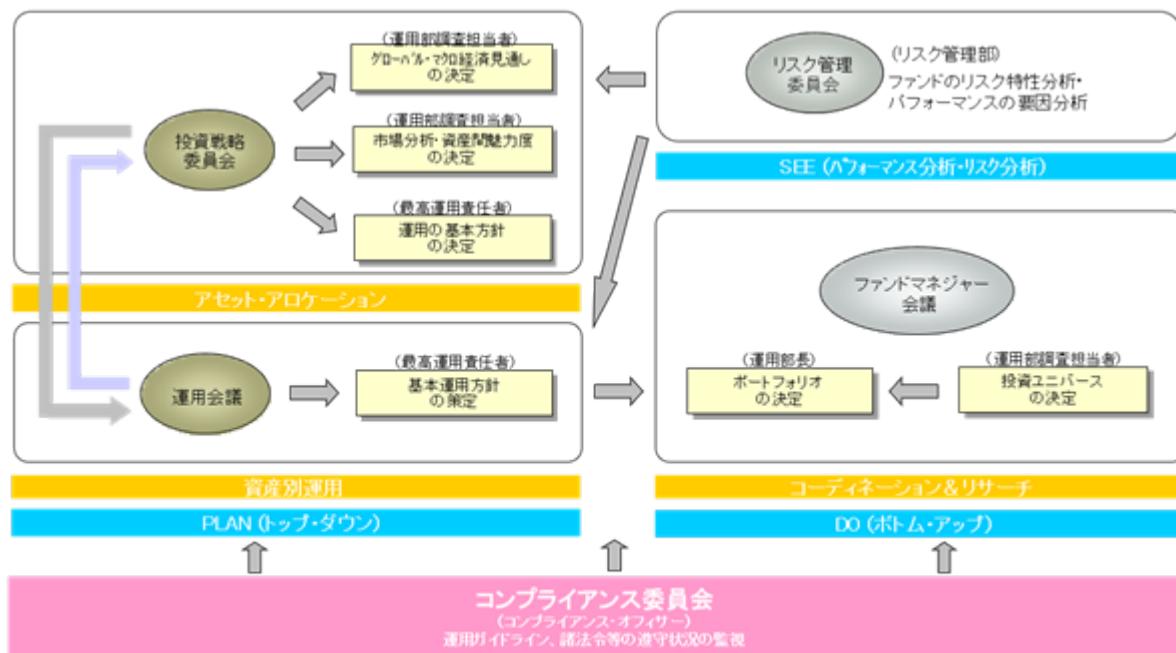 (運用部調査担当者)
グローバル・マクロ経済見通し
の決定
投資戦略
委員会
(運用部調査担当者)
市場分析・資産間魅力度
の決定
(最高運用責任者)
運用の基本方針
の決定
アセット・アロケーション
運用会議
(最高運用責任者)
基本運用方針
の策定
資産別運用
PLAN (トップ・ダウン)
リスク管理
委員会
(リスク管理部)
ファンドのリスク特性分析・
パフォーマンスの要因分析
SEE (パフォーマンス分析・リスク分析)
ファンドマネジャー
会議
(運用部長)
ポートフォリオ
の決定
(運用部調査担当者)
投資ユニバース
の決定
コーディネーション&リサーチ
DO (ボトム・アップ)
コンプライアンス委員会
(コンプライアンス・オフィサー)
運用ガイドライン、諸法令等の遵守状況の監視